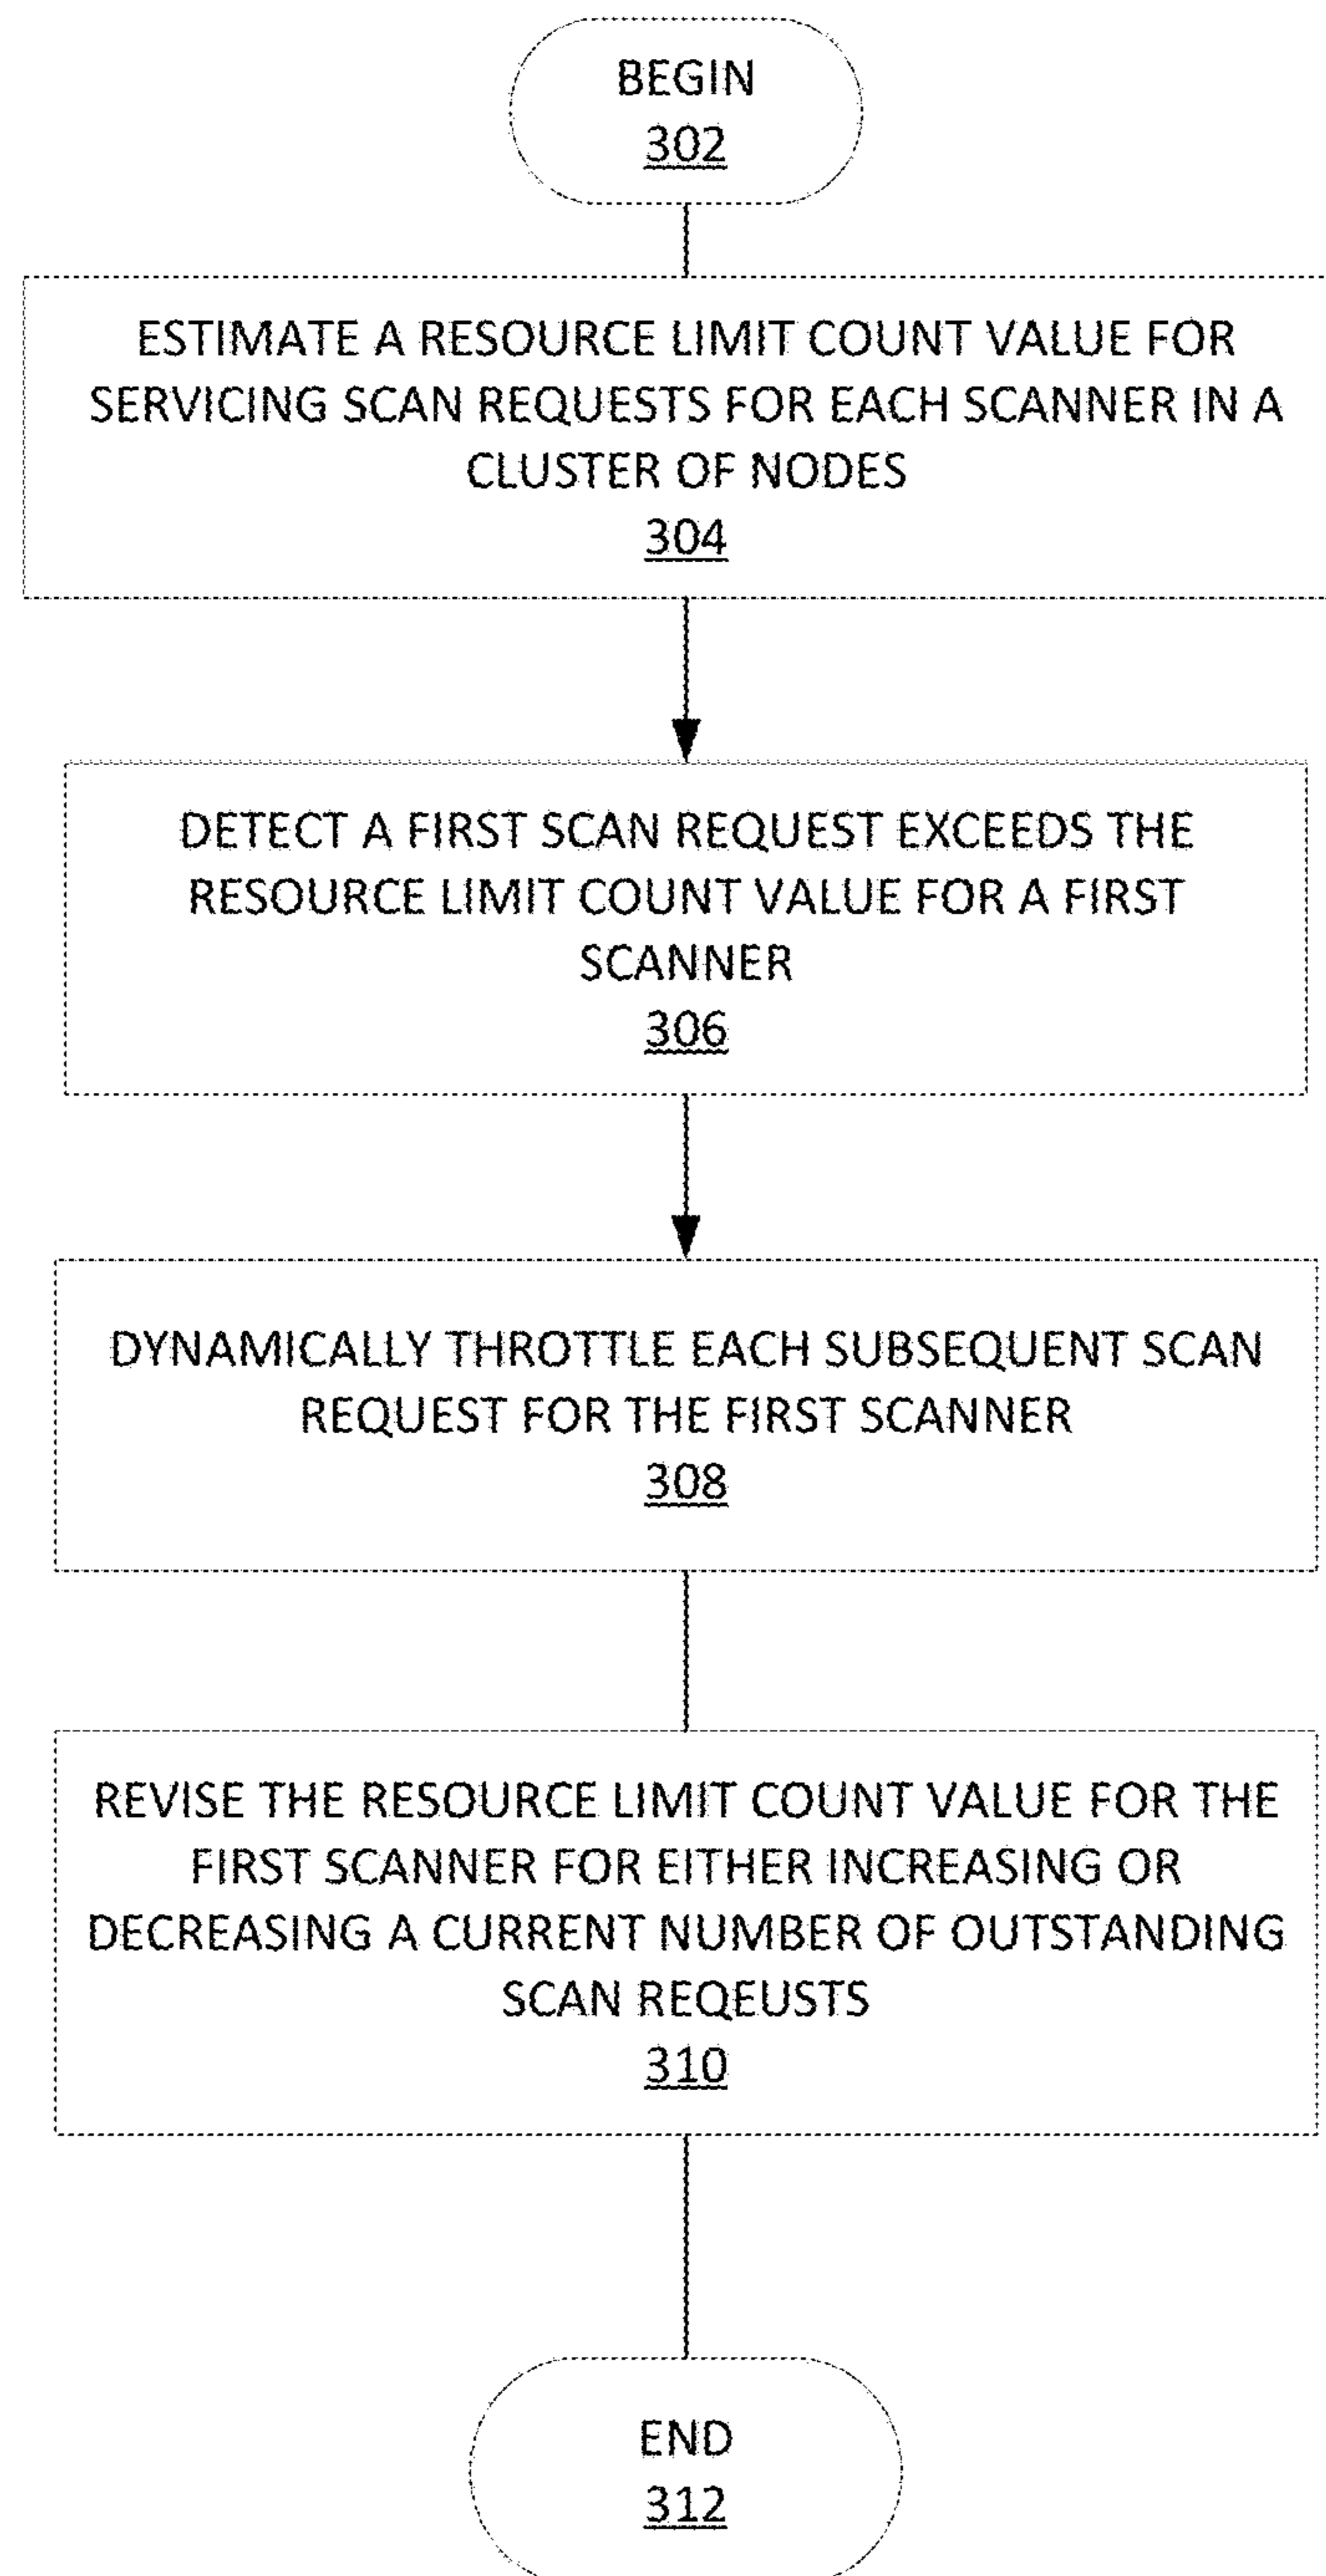 BEGIN
302
ESTIMATE A RESOURCE LIMIT COUNT VALUE FOR
SERVICING SCAN REQUESTS FOR EACH SCANNER IN A
CLUSTER OF NODES
304
DETECT A FIRST SCAN REQUEST EXCEEDS THE
RESOURCE LIMIT COUNT VALUE FOR A FIRST
SCANNER
306
DYNAMICALLY THROTTLE EACH SUBSEQUENT SCAN
REQUEST FOR THE FIRST SCANNER
308
REVISE THE RESOURCE LIMIT COUNT VALUE FOR THE
FIRST SCANNER FOR EITHER INCREASING OR
DECREASING A CURRENT NUMBER OF OUTSTANDING
SCAN REQEUSTS
310
END
312